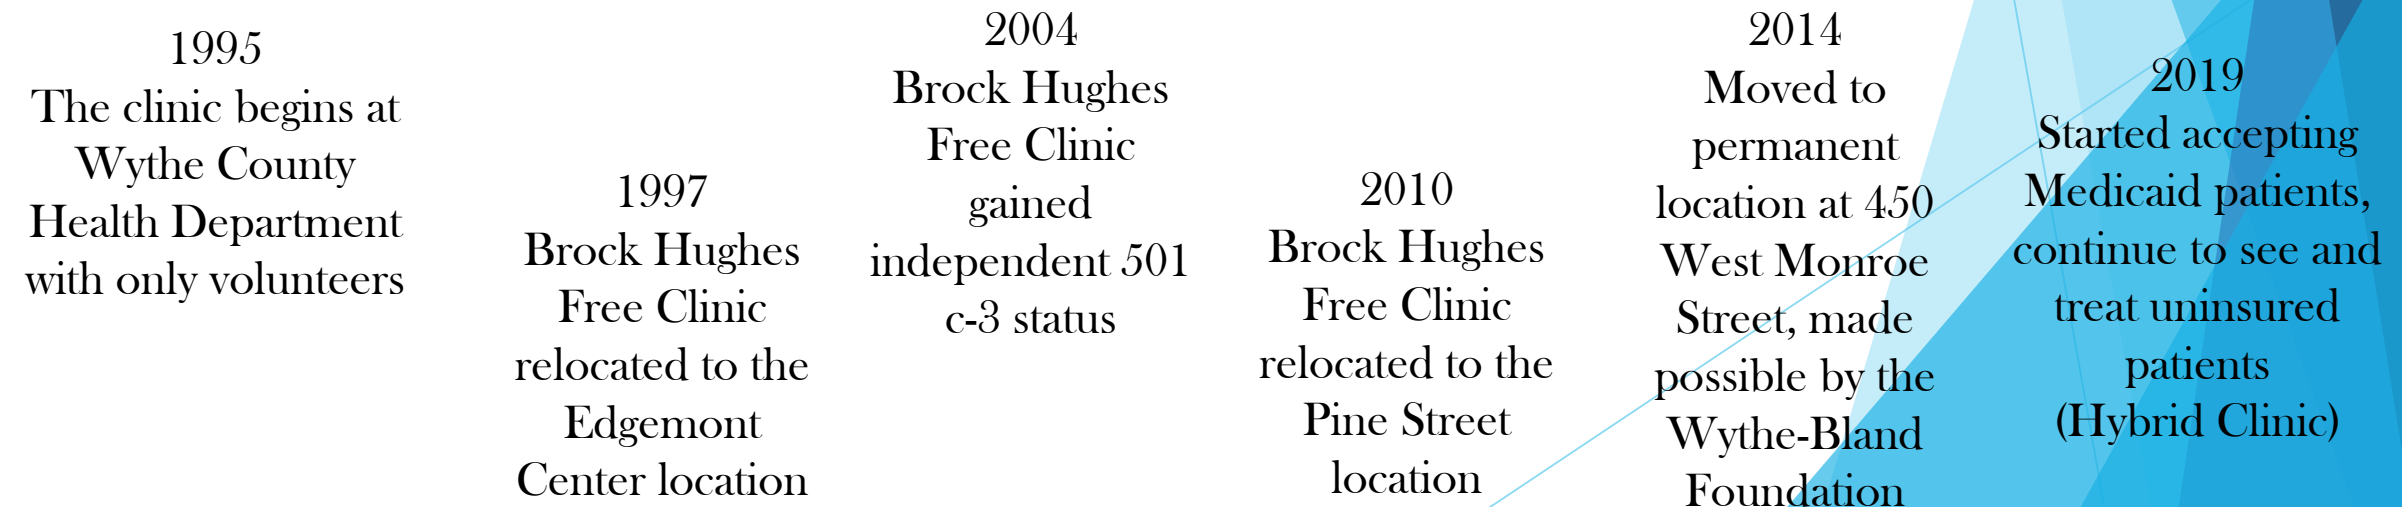 1995
The clinic begins at
Wythe County
Health Department
with only volunteers
1997
Brock Hughes
Free Clinic
relocated to the
Edgemont
Center location
2004
Brock Hughes
Free Clinic
gained
independent 501
c-3 status
2010
Brock Hughes
Free Clinic
relocated to the
Pine Street
location
2014
Moved to
permanent
location at 450
West Monroe
Street, made
possible by the
Wythe-Bland
Foundation
2019
Started accepting
Medicaid patients,
continue to see and
treat uninsured
patients
(Hybrid Clinic)